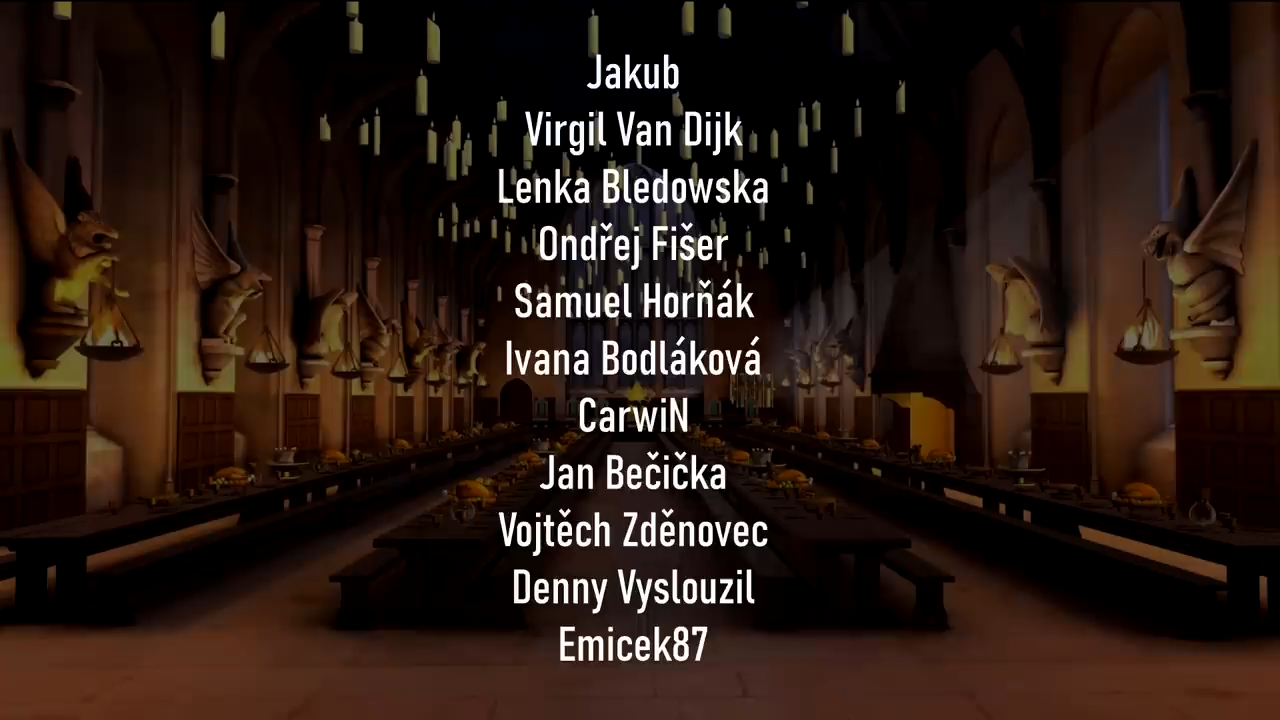 Jakub
Virgil Van Dijk
Lenka Bledowska
Ondřej Fišer
Samuel Horňák
Ivana Bodláková
CarwiN
Jan Bečička
Vojtěch Zděnovec
Denny Vyslouzil
Emicek87